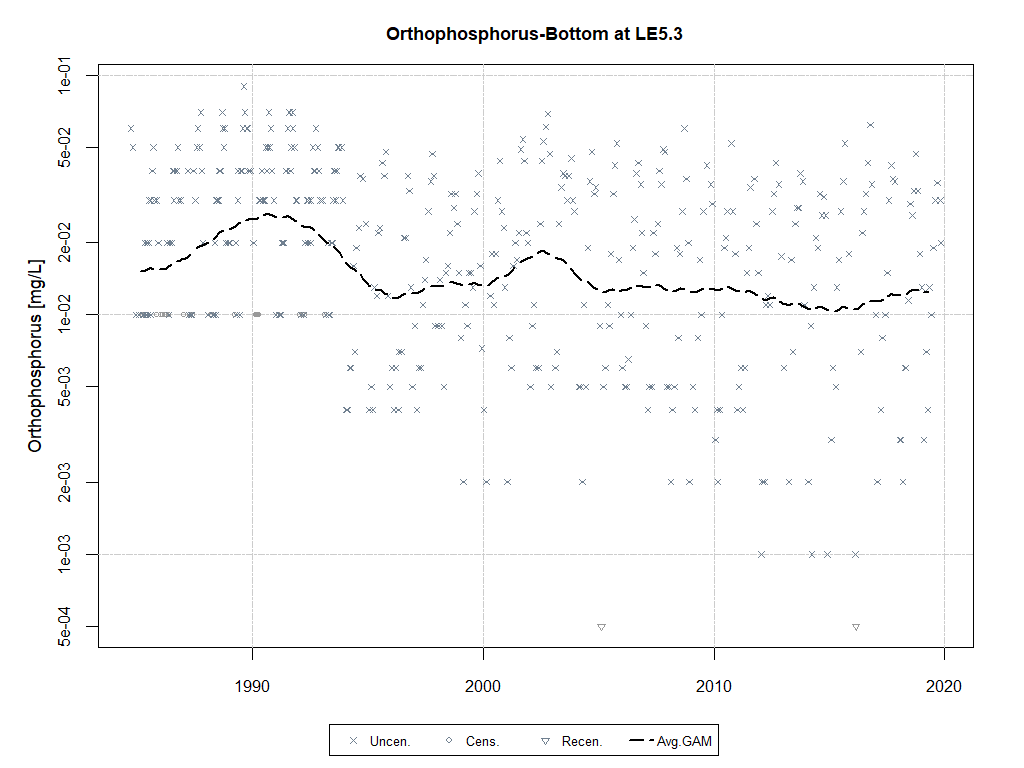 Orthophosphorus-Bottom at LE5.3
Orthophosphorus [mg/L]
1e-01
5e-02
2e-02
1e-02
5e-03
2e-03
1e-03
5e-04
1990
2000
2010
2020
Uncen.
Cens.
Recen.
Avg.GAM